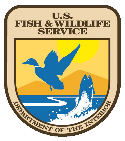 U.S.
FISH & WILDLIFE
SERVICE
DEPARTMENT OF THE INTERIOR